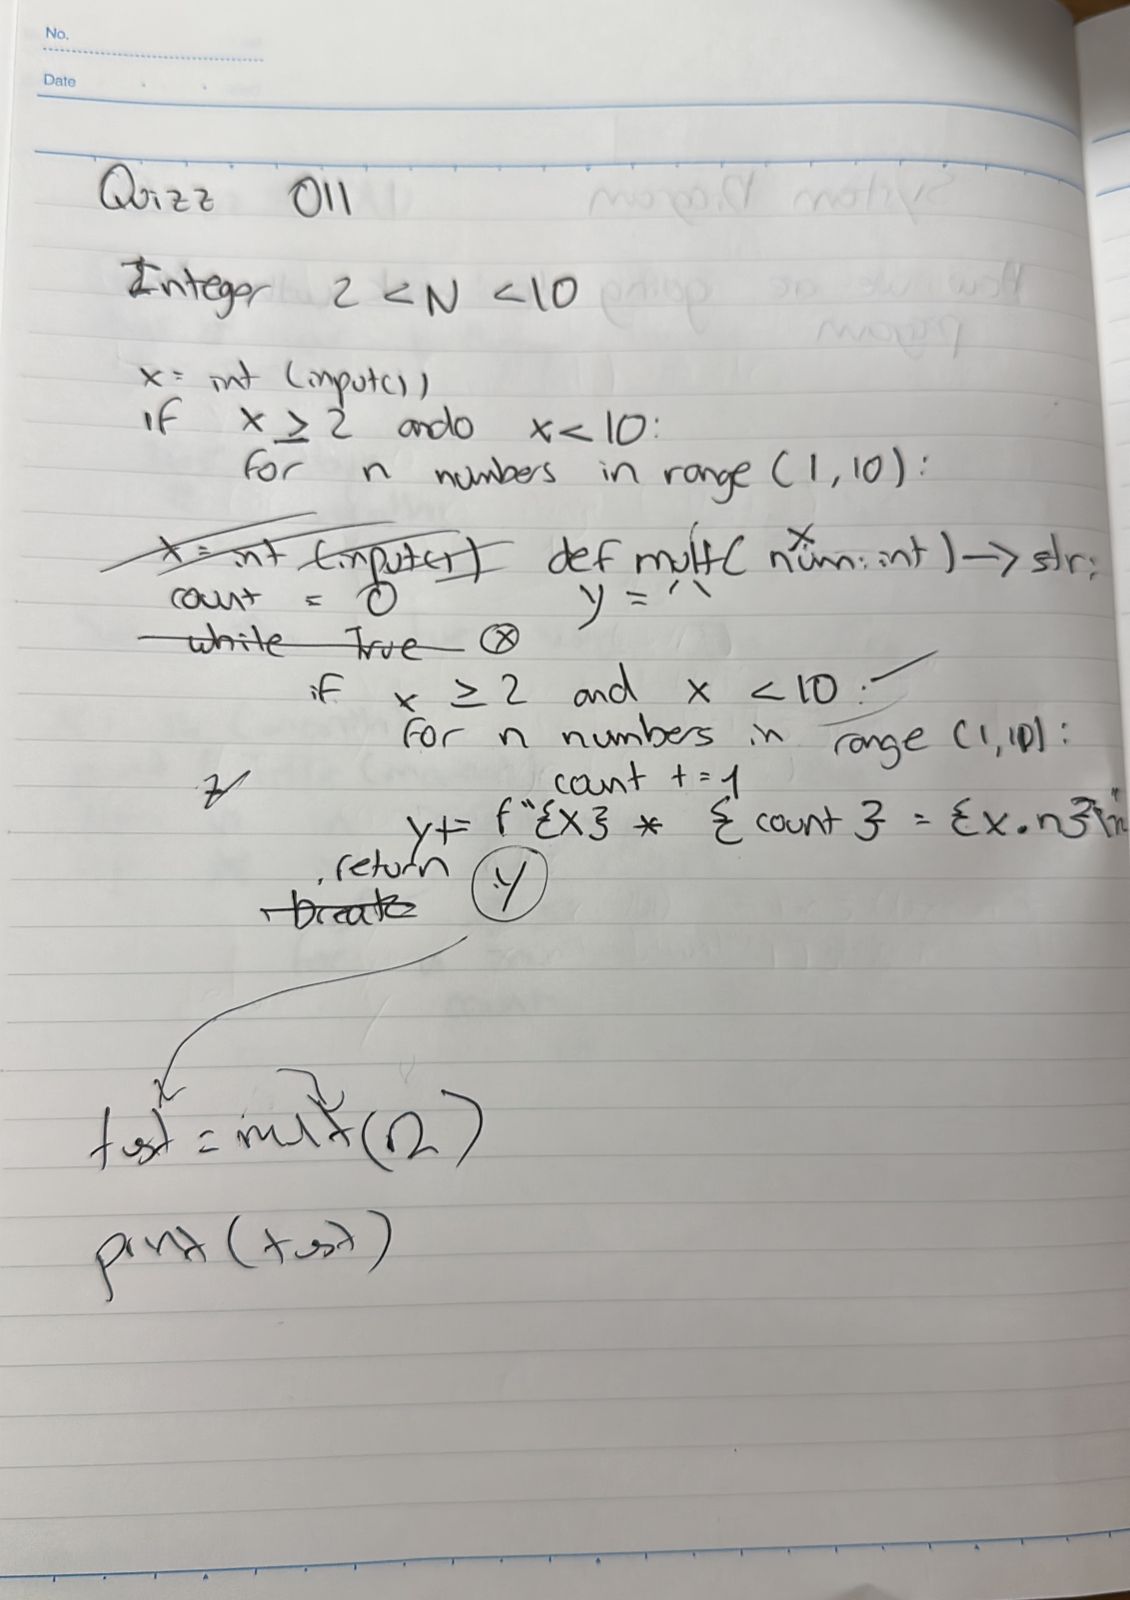 No.
Date
Quizz 011
Integer 2 < N < 10
x = int (input())
if x ≥ 2 ando x < 10:
for n numbers in range (1, 10):
x = int (input()) def mult( num: int ) -> str:
x
count = 0 y = ''
while True ⊗
if x ≥ 2 and x < 10:
for n numbers in range (1, 10):
count += 1
y += f"{x} * { count } = {x.n}\n"
return y
break
test = mult(n)
print (test)